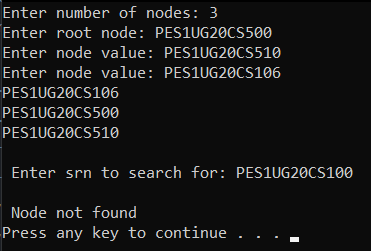 Enter number of nodes: 3
Enter root node: PES1UG20CS500
Enter node value: PES1UG20CS510
Enter node value: PES1UG20CS106
PES1UG20CS106
PES1UG20CS500
PES1UG20CS510
Enter srn to search for: PES1UG20CS100
Node not found
Press any key to continue . . .